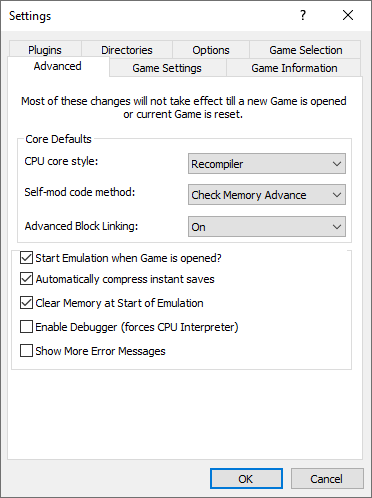 Settings
Plugins Directories Options Game Selection
Advanced Game Settings Game Information
Most of these changes will not take effect till a new Game is opened
or current Game is reset.
Core Defaults
CPU core style: Recompiler
Self-mod code method: Check Memory Advance
Advanced Block Linking: On
Start Emulation when Game is opened?
Automatically compress instant saves
Clear Memory at Start of Emulation
Enable Debugger (forces CPU Interpreter)
Show More Error Messages
OK Cancel